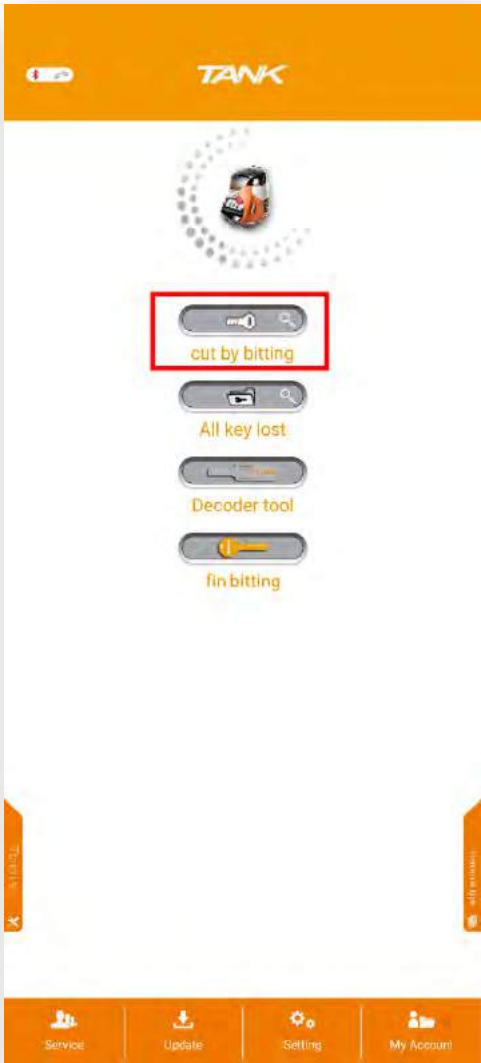 TANK
cut by bitting
All key lost
Decoder tool
fin bitting
Service
Update
Setting
My Account